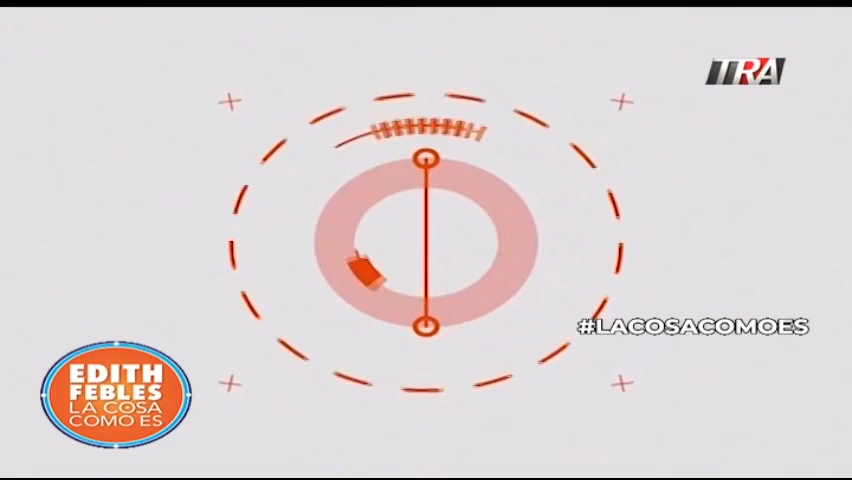 TRA
#LACOSACOMOES
EDITH
FEBLES
LA COSA
COMO ES